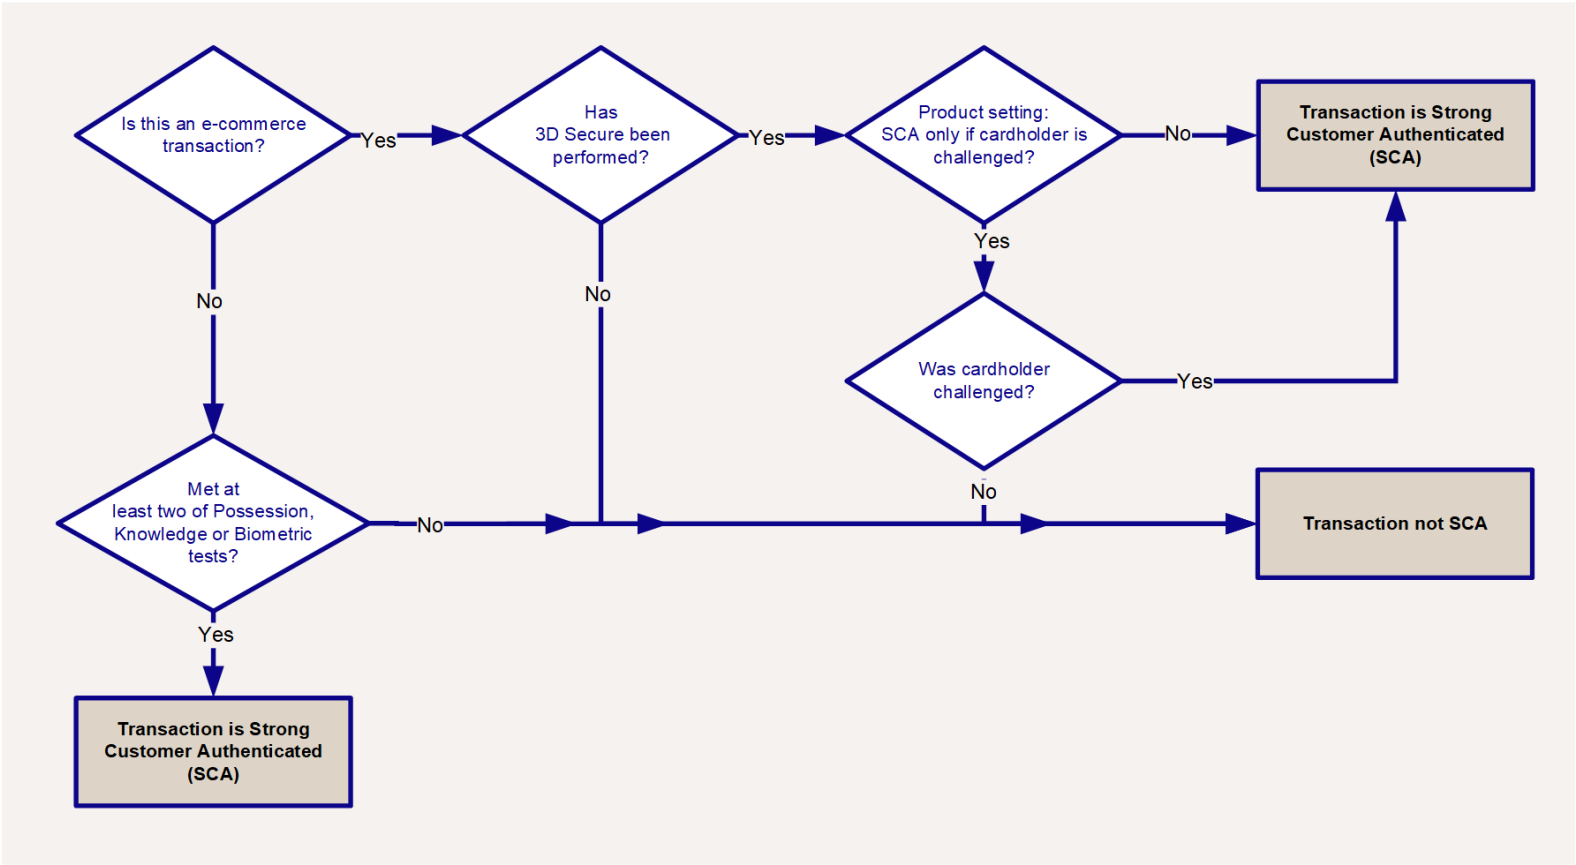 Is this an e-commerce
transaction?
Yes
Has
3D Secure been
performed?
Yes
Product setting:
SCA only if cardholder is
challenged?
No
Transaction is Strong
Customer Authenticated
(SCA)
Yes
No
No
Was cardholder
challenged?
Yes
Met at
least two of Possession,
Knowledge or Biometric
tests?
No
No
Transaction not SCA
Yes
Transaction is Strong
Customer Authenticated
(SCA)